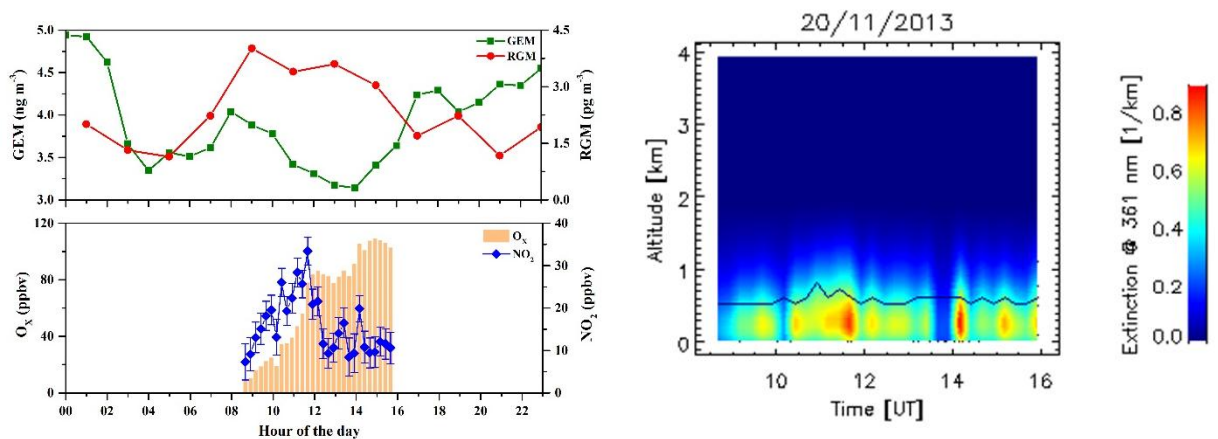 GEM (ng m-3)
5.0
4.5
4.0
3.5
3.0
GEM
RGM
4.5
3.0
1.5
0.0
RGM (pg m-3)
OX (ppbv)
120
80
40
0
OX
NO2
40
30
20
10
0
NO2 (ppbv)
00 02 04 06 08 10 12 14 16 18 20 22
Hour of the day
20/11/2013
Altitude [km]
4
3
2
1
0
10 12 14 16
Time [UT]
Extinction @ 361 nm [1/km]
0.8
0.6
0.4
0.2
0.0